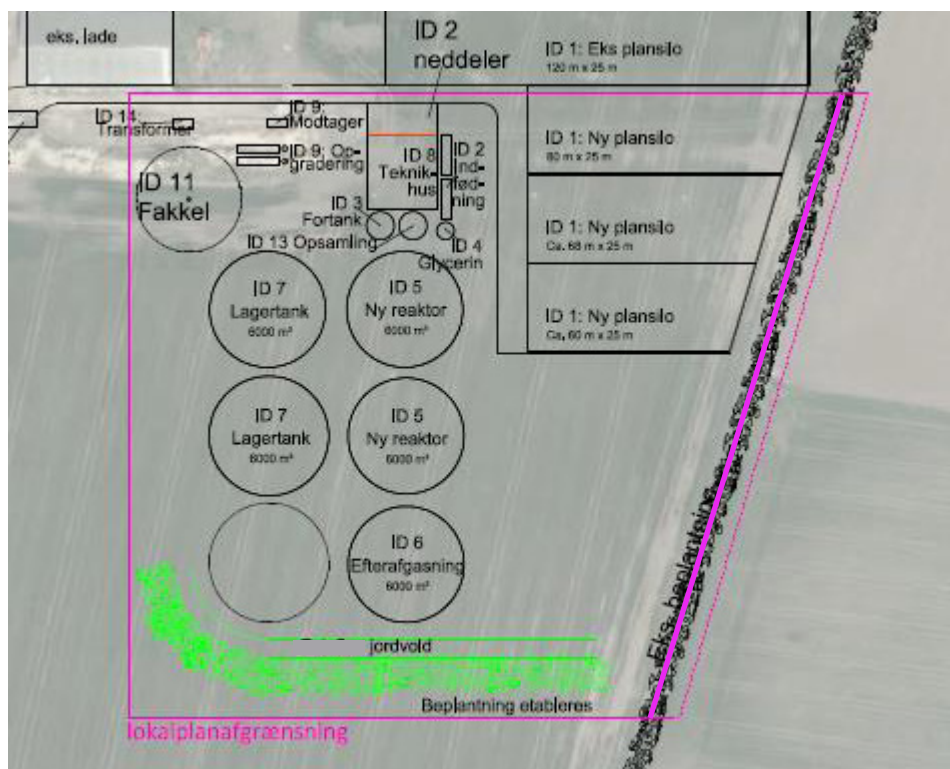 eks. lade
ID 2
neddeler
ID 1: Eks plansilo
120 m x 25 m
ID 14:
Transformer
ID 9:
Modtager
ID 9: Op-
gradering
ID 8
Teknik-
hus
ID 2
Ind-
fød-
ning
ID 1: Ny plansilo
80 m x 25 m
ID 11
Fakkel
ID 3
Fortank
ID 13 Opsamling
ID 4
Glycerin
ID 1: Ny plansilo
Ca. 68 m x 25 m
ID 7
Lagertank
6000 m³
ID 5
Ny reaktor
6000 m³
ID 1: Ny plansilo
Ca. 60 m x 25 m
ID 7
Lagertank
6000 m³
ID 5
Ny reaktor
6000 m³
ID 6
Efterafgasning
6000 m³
Eks. beplantning
jordvold
Beplantning etableres
lokalplanafgrænsning